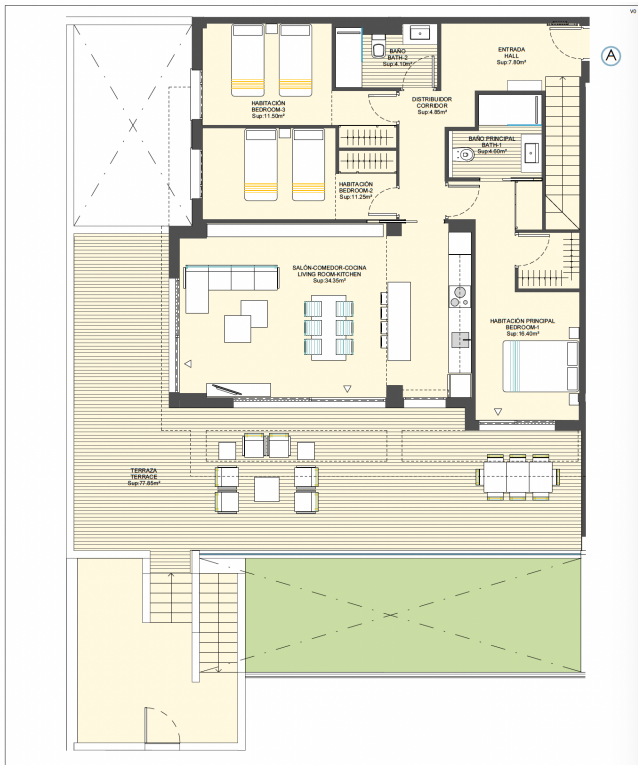 V0
A
ENTRADA
HALL
Sup:7.80m²
BAÑO
BATH-2
Sup:4.10m²
HABITACIÓN
BEDROOM-3
Sup:11.50m²
DISTRIBUIDOR
CORRIDOR
Sup:4.85m²
BAÑO PRINCIPAL
BATH-1
Sup:4.60m²
HABITACIÓN
BEDROOM-2
Sup:11.25m²
SALÓN-COMEDOR-COCINA
LIVING ROOM-KITCHEN
Sup:34.35m²
HABITACIÓN PRINCIPAL
BEDROOM-1
Sup:16.40m²
TERRAZA
TERRACE
Sup:77.85m²